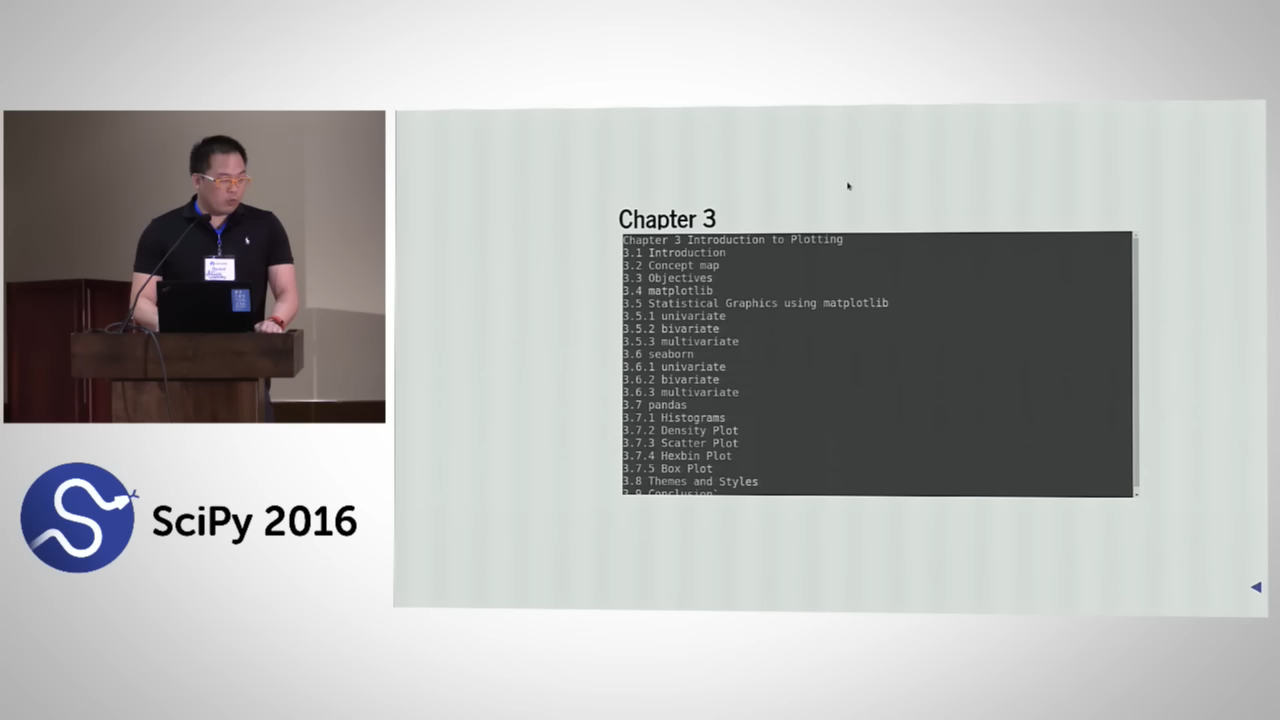 Chapter 3
Chapter 3 Introduction to Plotting
3.1 Introduction
3.2 Concept map
3.3 Objectives
3.4 matplotlib
3.5 Statistical Graphics using matplotlib
3.5.1 univariate
3.5.2 bivariate
3.5.3 multivariate
3.6 seaborn
3.6.1 univariate
3.6.2 bivariate
3.6.3 multivariate
3.7 pandas
3.7.1 Histograms
3.7.2 Density Plot
3.7.3 Scatter Plot
3.7.4 Hexbin Plot
3.7.5 Box Plot
3.8 Themes and Styles
3.9 Conclusion`
SciPy 2016